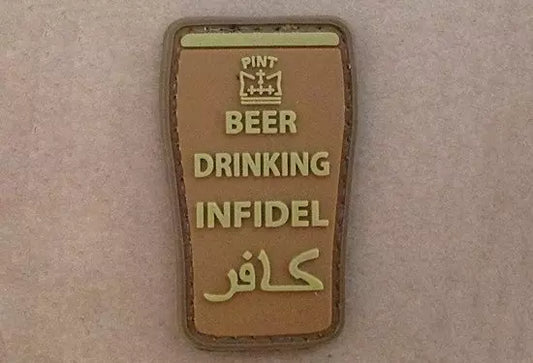 PINT
BEER
DRINKING
INFIDEL
كافر